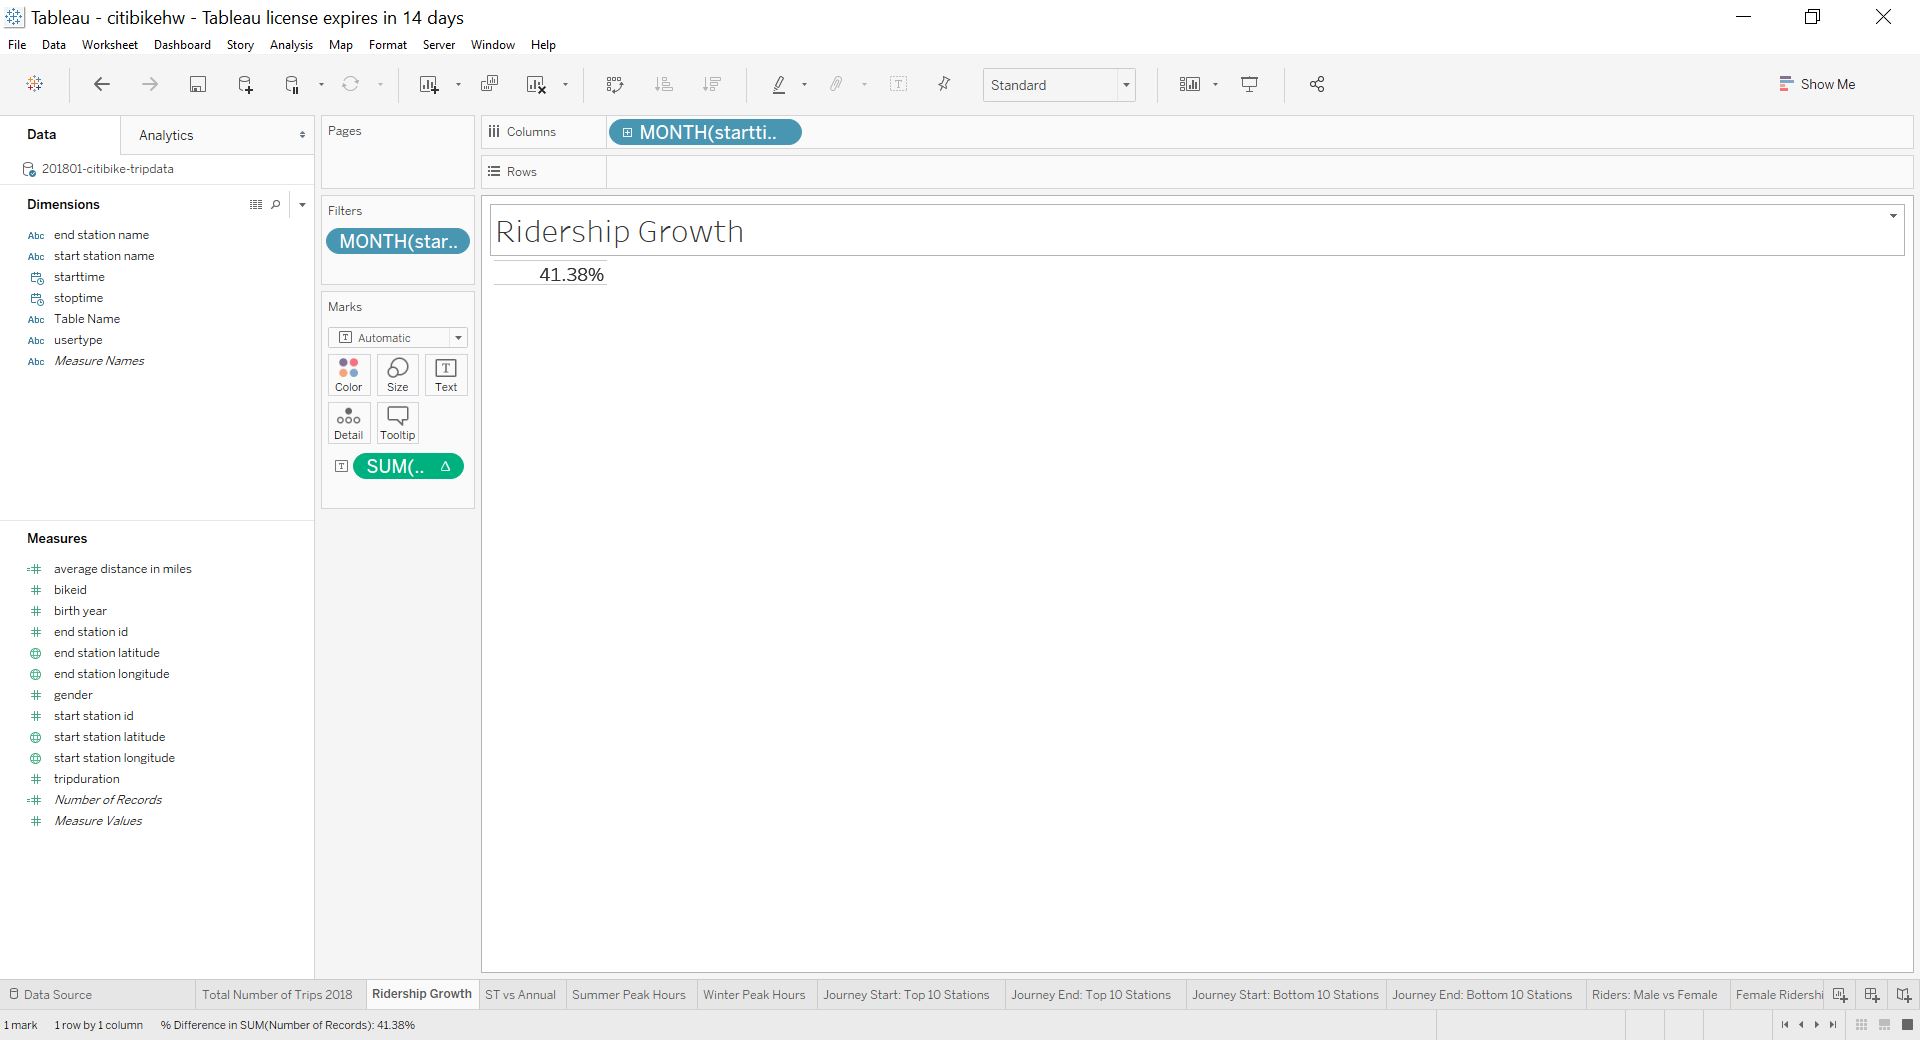 Tableau - citibikehw - Tableau license expires in 14 days
File Data Worksheet Dashboard Story Analysis Map Format Server Window Help
Standard
Show Me
Data Analytics
201801-citibike-tripdata
Dimensions
Abc end station name
Abc start station name
starttime
stoptime
Abc Table Name
Abc usertype
Abc Measure Names
Measures
average distance in miles
bikeid
birth year
end station id
end station latitude
end station longitude
gender
start station id
start station latitude
start station longitude
tripduration
Number of Records
Measure Values
Pages
Filters
MONTH(star..
Marks
T Automatic
Color Size T Text
Detail Tooltip
T SUM(.. Δ
Columns MONTH(startti..
Rows
Ridership Growth
41.38%
Data Source Total Number of Trips 2018 Ridership Growth ST vs Annual Summer Peak Hours Winter Peak Hours Journey Start: Top 10 Stations Journey End: Top 10 Stations Journey Start: Bottom 10 Stations Journey End: Bottom 10 Stations Riders: Male vs Female Female Ridershi
1 mark 1 row by 1 column % Difference in SUM(Number of Records): 41.38%